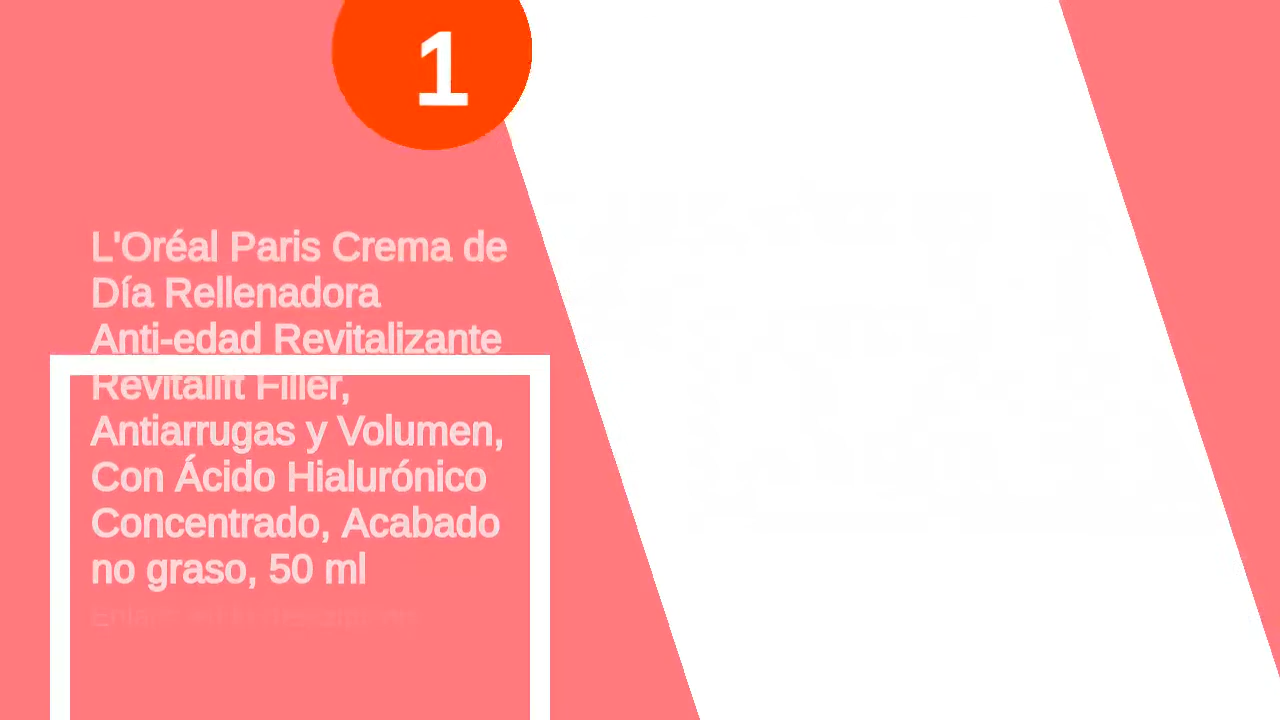 1
L'Oréal Paris Crema de
Día Rellenadora
Anti-edad Revitalizante
Revitalift Filler,
Antiarrugas y Volumen,
Con Ácido Hialurónico
Concentrado, Acabado
no graso, 50 ml